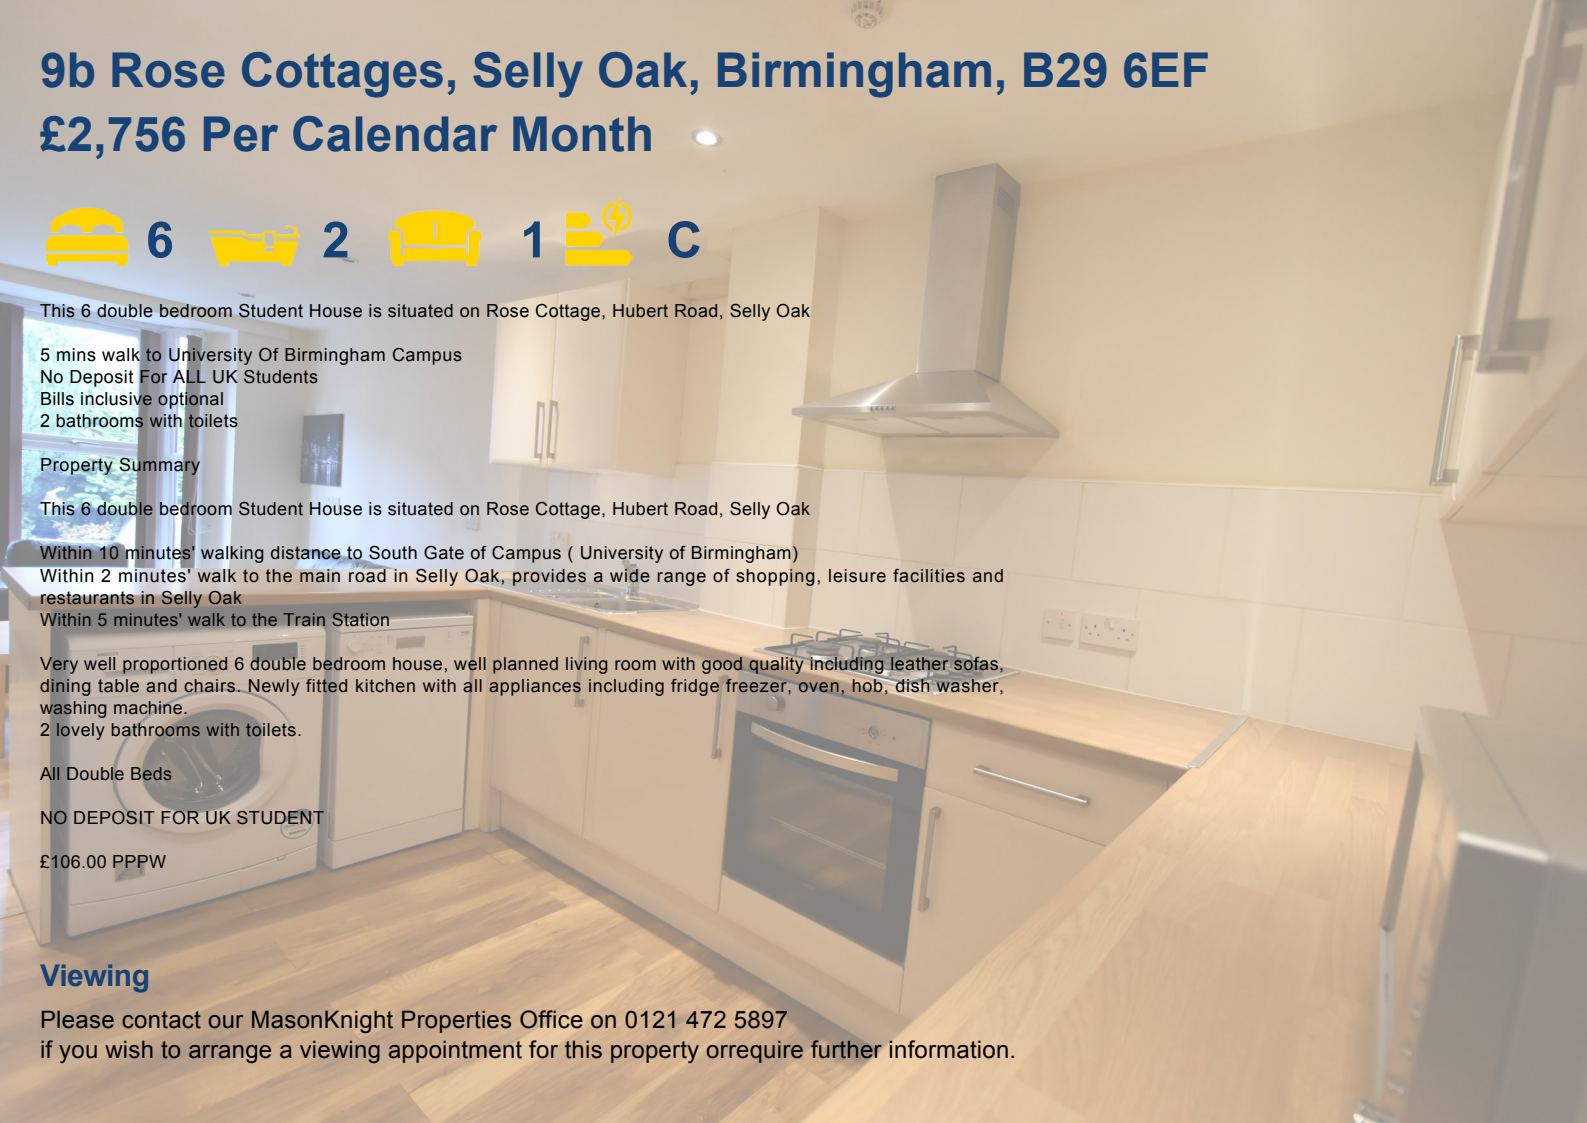 9b Rose Cottages, Selly Oak, Birmingham, B29 6EF
£2,756 Per Calendar Month
6 2 1 C
This 6 double bedroom Student House is situated on Rose Cottage, Hubert Road, Selly Oak
5 mins walk to University Of Birmingham Campus
No Deposit For ALL UK Students
Bills inclusive optional
2 bathrooms with toilets
Property Summary
This 6 double bedroom Student House is situated on Rose Cottage, Hubert Road, Selly Oak
Within 10 minutes' walking distance to South Gate of Campus ( University of Birmingham)
Within 2 minutes' walk to the main road in Selly Oak, provides a wide range of shopping, leisure facilities and
restaurants in Selly Oak
Within 5 minutes' walk to the Train Station
Very well proportioned 6 double bedroom house, well planned living room with good quality including leather sofas,
dining table and chairs. Newly fitted kitchen with all appliances including fridge freezer, oven, hob, dish washer,
washing machine.
2 lovely bathrooms with toilets.
All Double Beds
NO DEPOSIT FOR UK STUDENT
£106.00 PPPW
Viewing
Please contact our MasonKnight Properties Office on 0121 472 5897
if you wish to arrange a viewing appointment for this property orrequire further information.